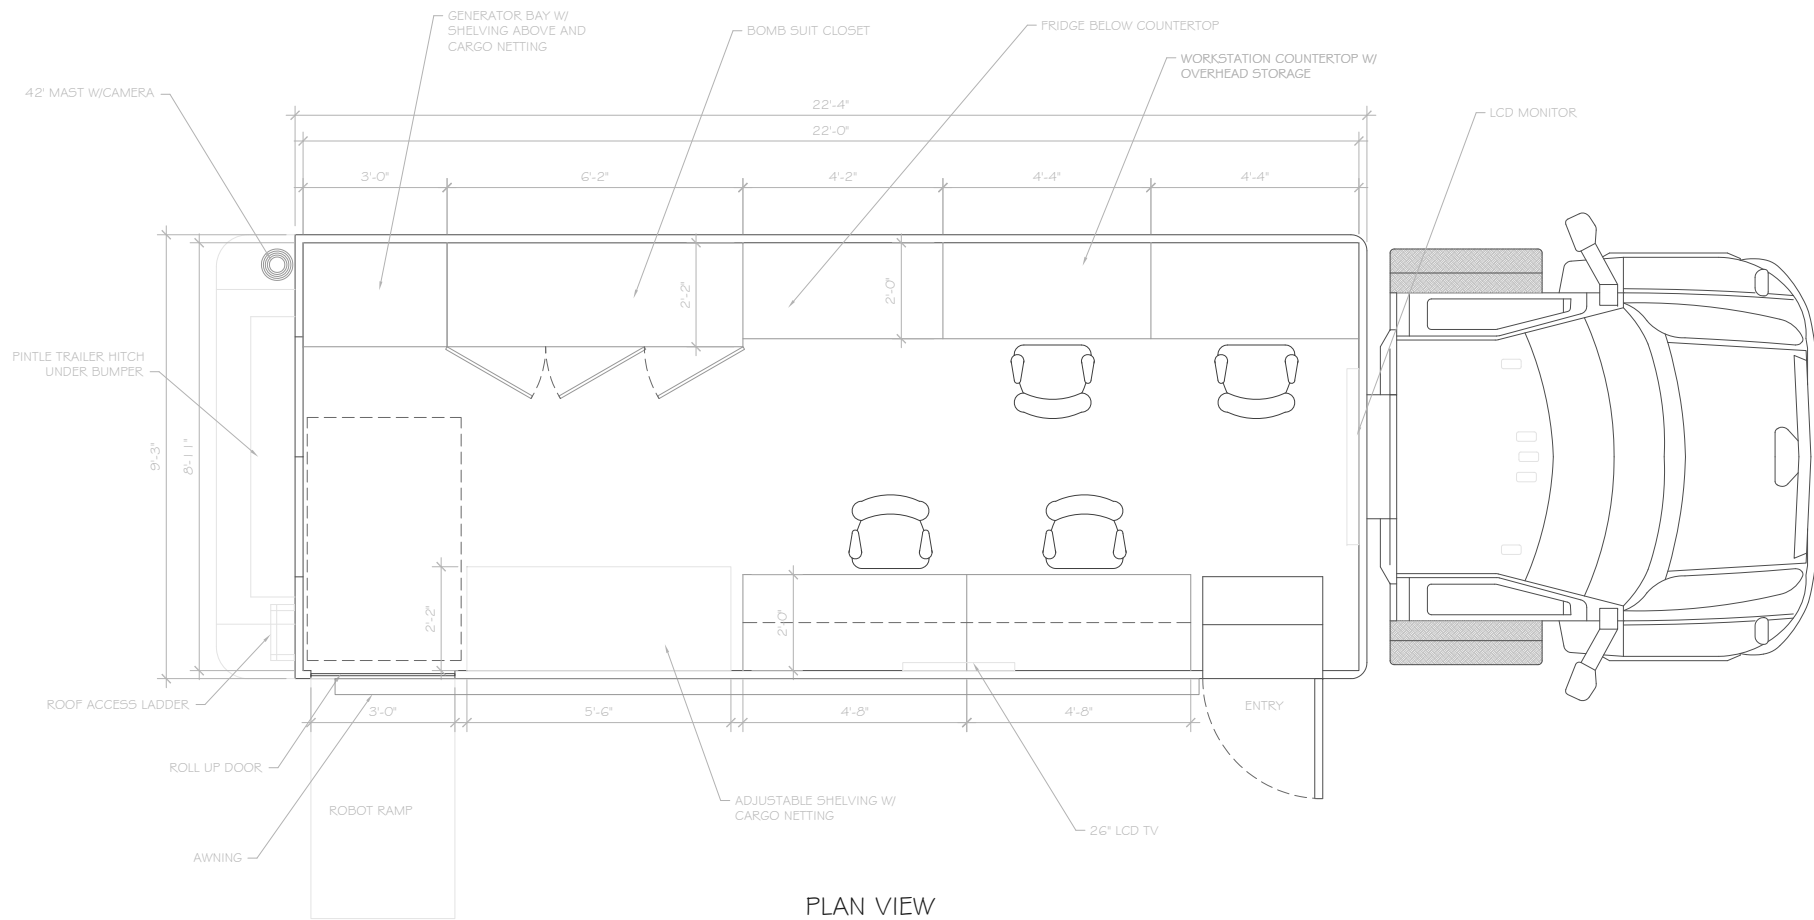 GENERATOR BAY W/
SHELVING ABOVE AND
CARGO NETTING
BOMB SUIT CLOSET
FRIDGE BELOW COUNTERTOP
WORKSTATION COUNTERTOP W/
OVERHEAD STORAGE
42' MAST W/CAMERA
LCD MONITOR
22'-4"
22'-0"
3'-0"
6'-2"
4'-2"
4'-4"
4'-4"
2'-2"
2'-0"
PINTLE TRAILER HITCH
UNDER BUMPER
9'-3"
8'-11"
2'-2"
2'-0"
ROOF ACCESS LADDER
3'-0"
5'-6"
4'-8"
4'-8"
ENTRY
ROLL UP DOOR
ROBOT RAMP
ADJUSTABLE SHELVING W/
CARGO NETTING
26" LCD TV
AWNING
PLAN VIEW